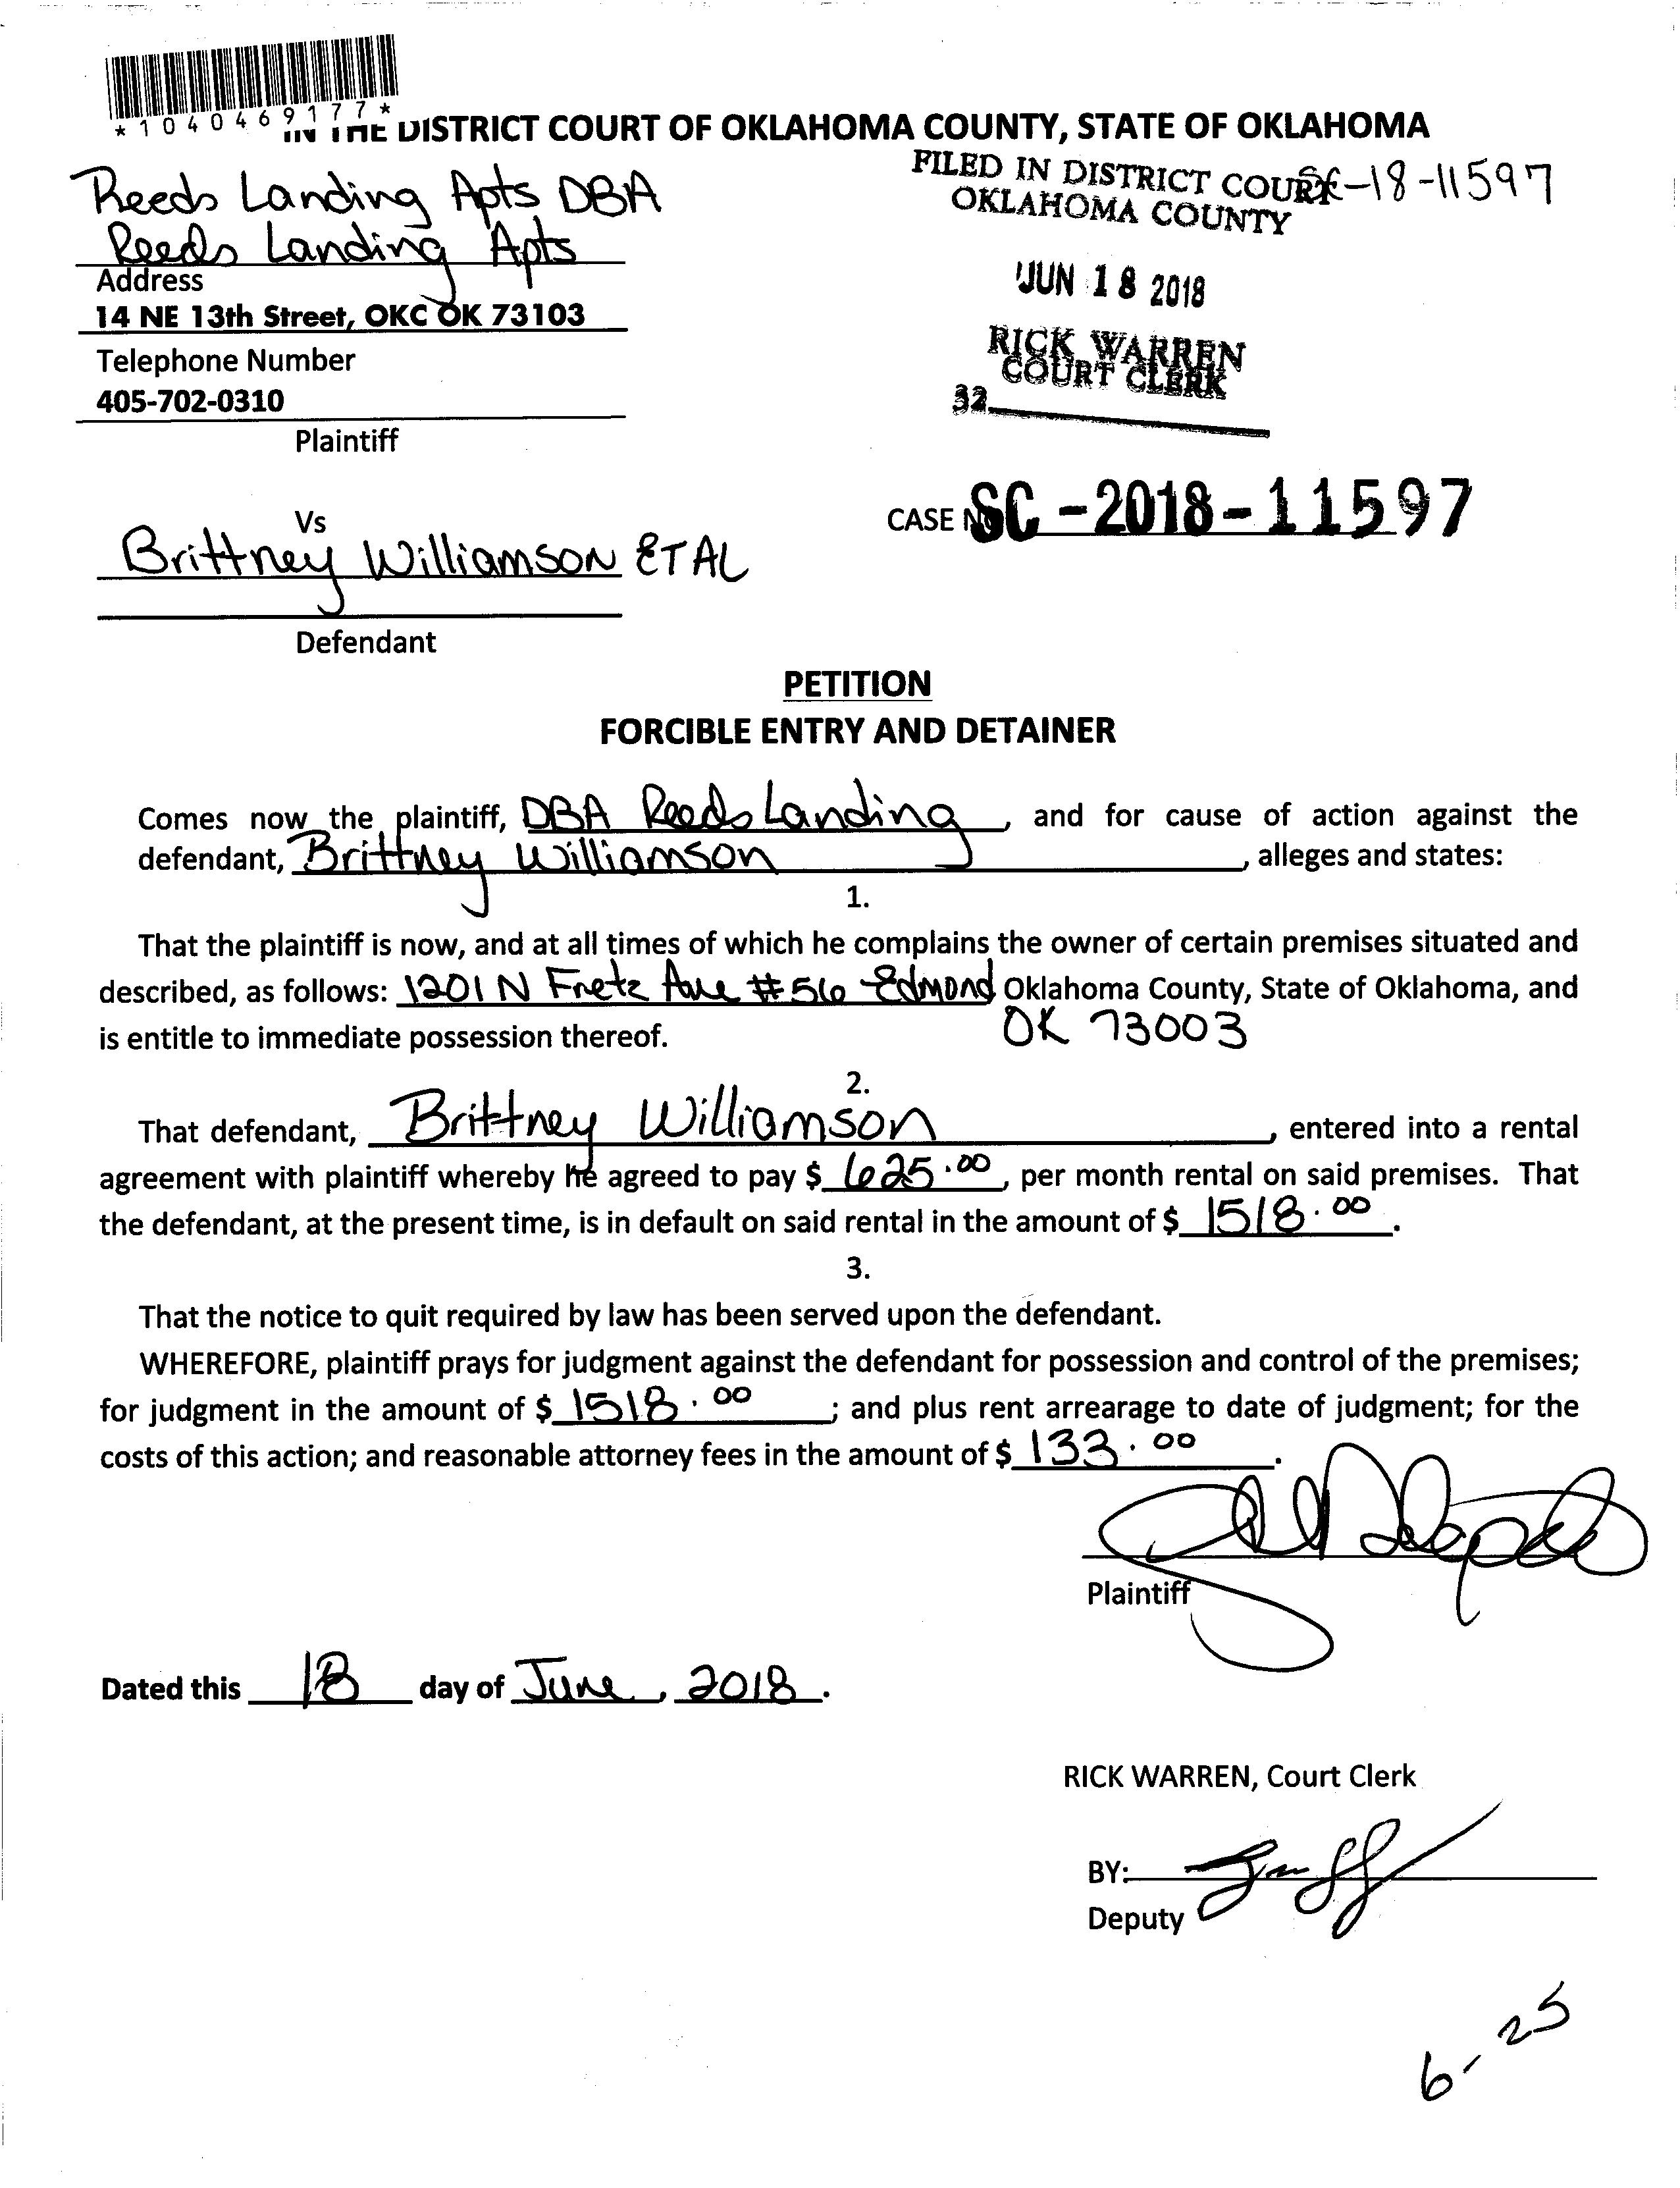 *1040469177*
IN THE DISTRICT COURT OF OKLAHOMA COUNTY, STATE OF OKLAHOMA
Reeds Landing Apts DBA
Reeds Landing Apts
Address
14 NE 13th Street, OKC OK 73103
Telephone Number
405-702-0310
Plaintiff
FILED IN DISTRICT COURT
OKLAHOMA COUNTY
SC-18-11597
JUN 18 2018
RICK WARREN
COURT CLERK
32
Vs
Brittney Williamson ETAL
Defendant
CASE NO. SC-2018-11597
PETITION
FORCIBLE ENTRY AND DETAINER
Comes now the plaintiff, DBA Reeds Landing, and for cause of action against the
defendant, Brittney Williamson, alleges and states:
1.
That the plaintiff is now, and at all times of which he complains the owner of certain premises situated and
described, as follows: 1201 N Fretz Ave #56 Edmond Oklahoma County, State of Oklahoma, and
is entitle to immediate possession thereof. OK 73003
2.
That defendant, Brittney Williamson, entered into a rental
agreement with plaintiff whereby he agreed to pay $ 625.00, per month rental on said premises. That
the defendant, at the present time, is in default on said rental in the amount of $ 1518.00.
3.
That the notice to quit required by law has been served upon the defendant.
WHEREFORE, plaintiff prays for judgment against the defendant for possession and control of the premises;
for judgment in the amount of $ 1518.00; and plus rent arrearage to date of judgment; for the
costs of this action; and reasonable attorney fees in the amount of $ 133.00.
Plaintiff
Dated this 18 day of June, 2018.
RICK WARREN, Court Clerk
BY:
Deputy
6-25